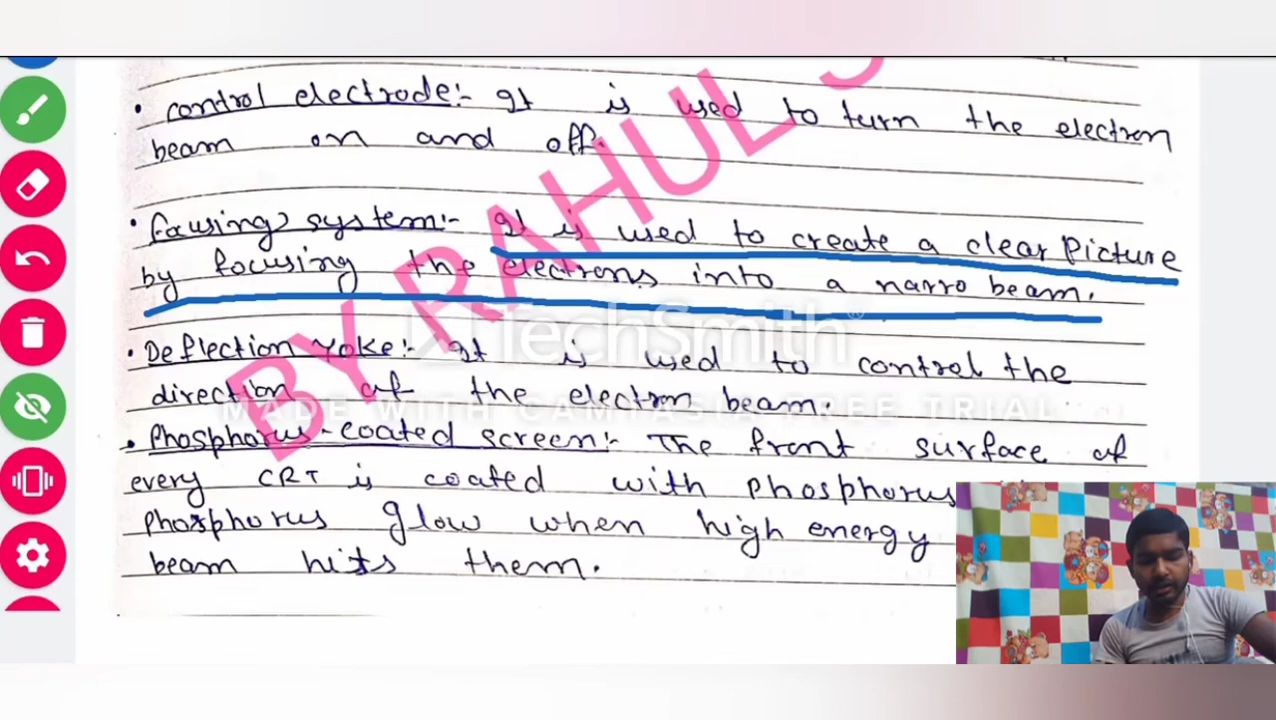 • control electrode:- It is used to turn the electron
beam on and off.
• focusing system:- It is used to create a clear Picture
by focusing the electrons into a narro beam.
• Deflection Yoke:- It is used to control the
direction of the electron beam.
• Phosphorus-coated screen:- The front surface of
every CRT is coated with phosphorus
phosphorus glow when high energy
beam hits them.
BY RAHUL S
TechSmith
MADE WITH CAMTASIA FREE TRIAL